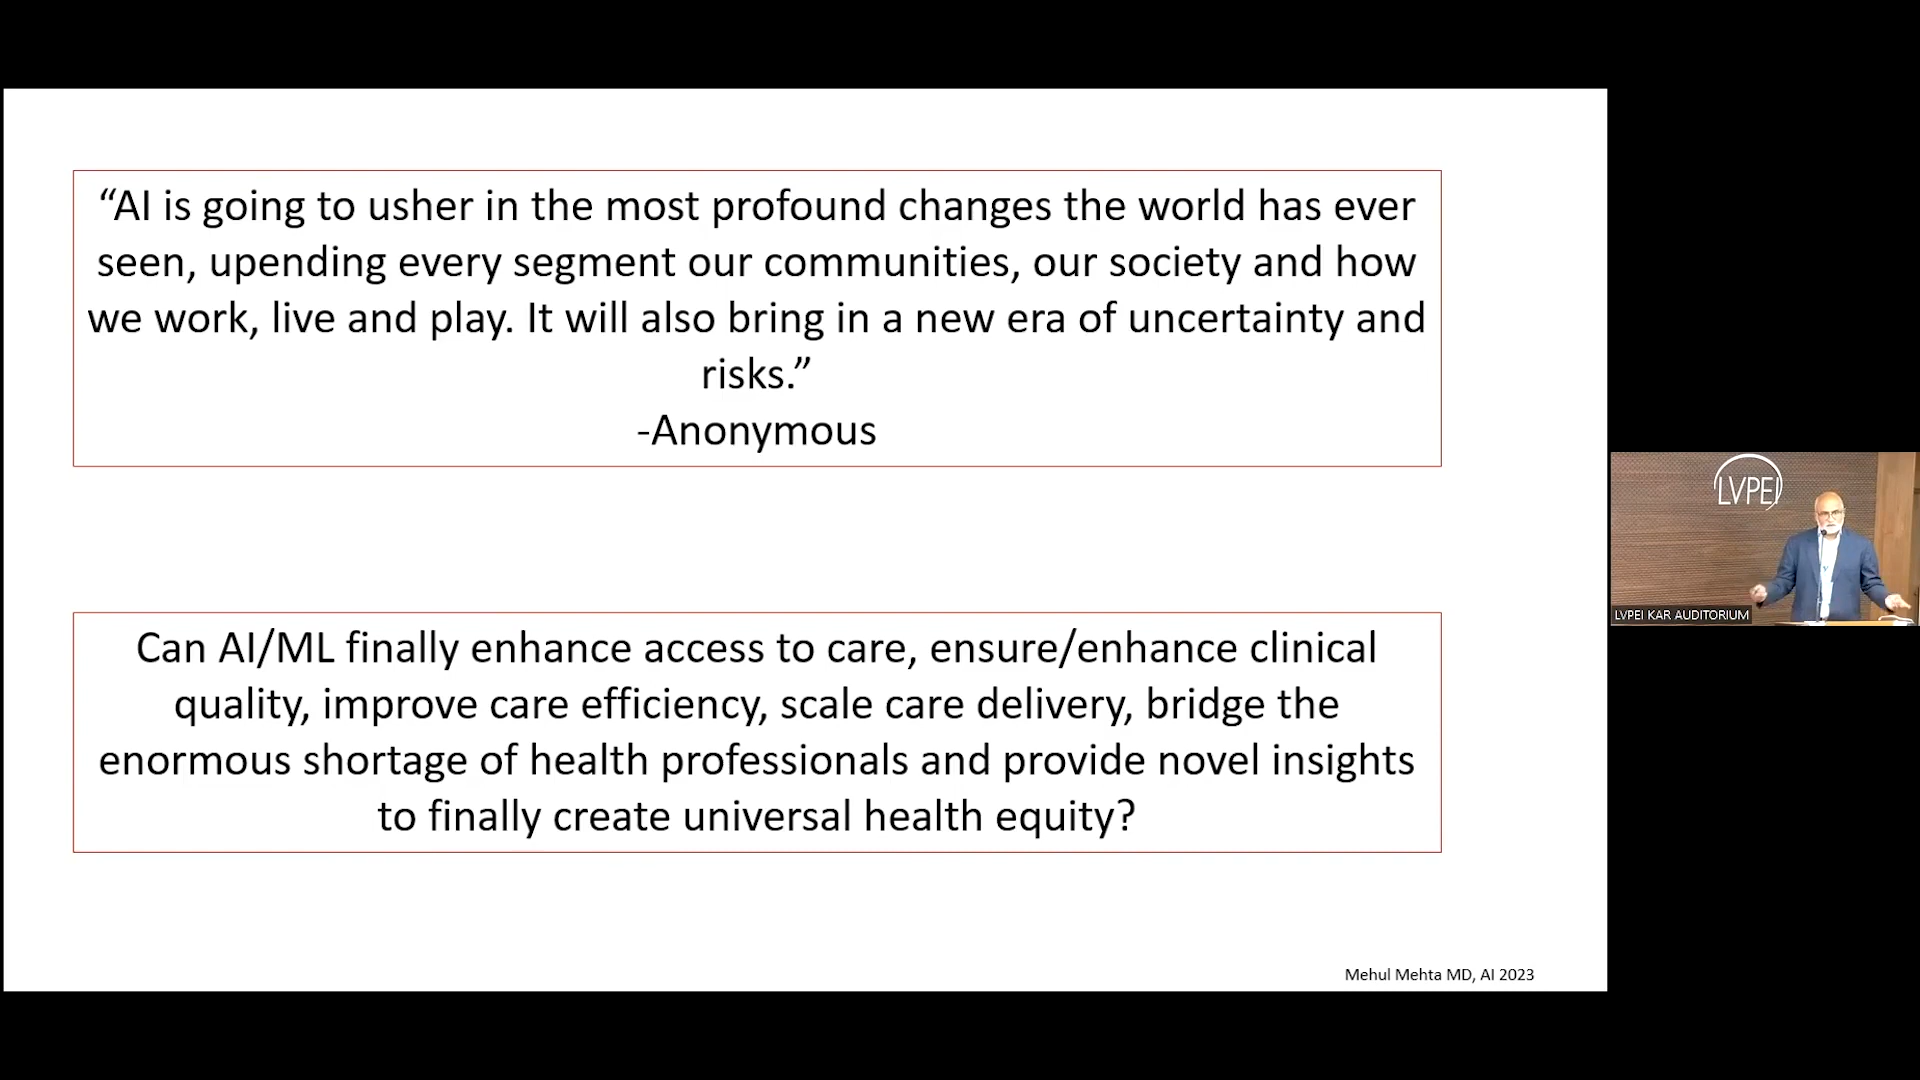 “AI is going to usher in the most profound changes the world has ever
seen, upending every segment our communities, our society and how
we work, live and play. It will also bring in a new era of uncertainty and
risks.”
-Anonymous
Can AI/ML finally enhance access to care, ensure/enhance clinical
quality, improve care efficiency, scale care delivery, bridge the
enormous shortage of health professionals and provide novel insights
to finally create universal health equity?
Mehul Mehta MD, AI 2023
LVPEI
LVPEI KAR AUDITORIUM